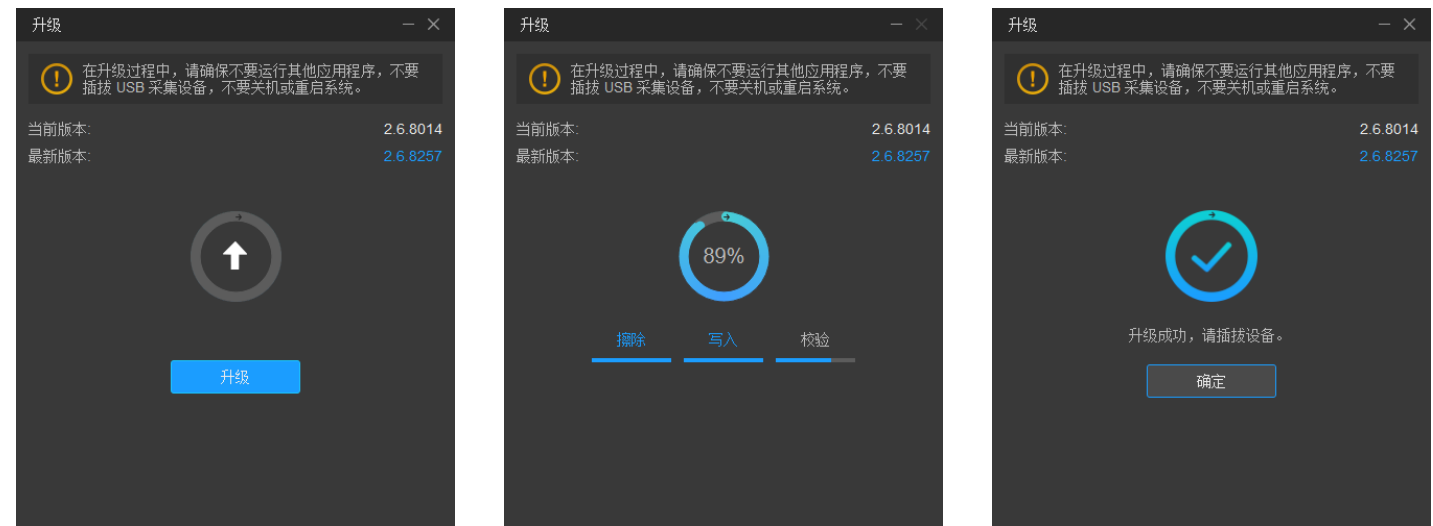 升级
在升级过程中，请确保不要运行其他应用程序，不要
插拔 USB 采集设备，不要关机或重启系统。
当前版本: 2.6.8014
最新版本: 2.6.8257
升级
升级
在升级过程中，请确保不要运行其他应用程序，不要
插拔 USB 采集设备，不要关机或重启系统。
当前版本: 2.6.8014
最新版本: 2.6.8257
89%
擦除 写入 校验
升级
在升级过程中，请确保不要运行其他应用程序，不要
插拔 USB 采集设备，不要关机或重启系统。
当前版本: 2.6.8014
最新版本: 2.6.8257
升级成功，请插拔设备。
确定